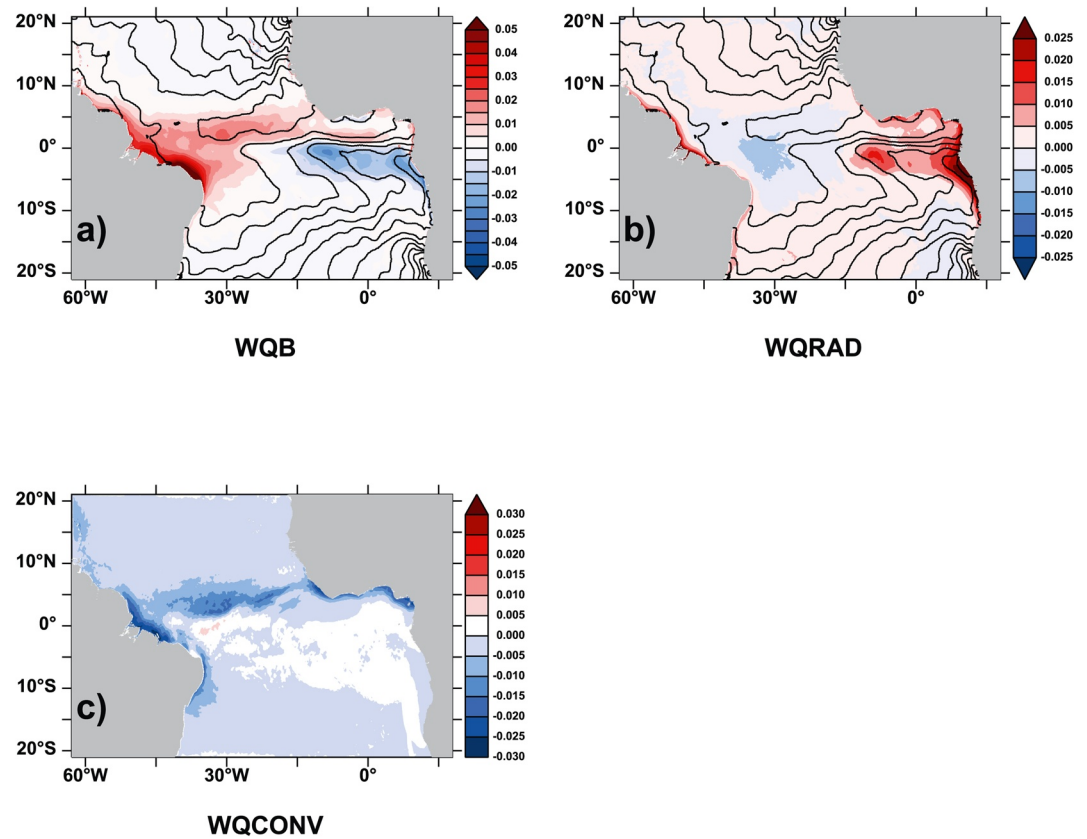 20°N
10°N
0°
10°S
20°S
a)
60°W 30°W 0°
0.05
0.04
0.03
0.02
0.01
0.00
-0.01
-0.02
-0.03
-0.04
-0.05
WQB
20°N
10°N
0°
10°S
20°S
b)
60°W 30°W 0°
0.025
0.020
0.015
0.010
0.005
0.000
-0.005
-0.010
-0.015
-0.020
-0.025
WQRAD
20°N
10°N
0°
10°S
20°S
c)
60°W 30°W 0°
0.030
0.025
0.020
0.015
0.010
0.005
0.000
-0.005
-0.010
-0.015
-0.020
-0.025
-0.030
WQCONV